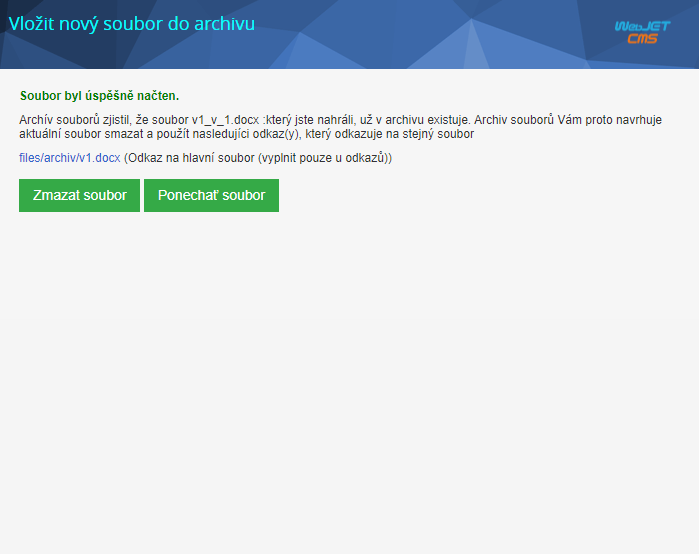 Vložit nový soubor do archivu
WebJET
CMS
Soubor byl úspěšně načten.
Archív souborů zjistil, že soubor v1_v_1.docx :který jste nahráli, už v archivu existuje. Archiv souborů Vám proto navrhuje
aktuální soubor smazat a použít nasledujíci odkaz(y), který odkazuje na stejný soubor
files/archiv/v1.docx (Odkaz na hlavní soubor (vyplnit pouze u odkazů))
Zmazat soubor Ponechať soubor